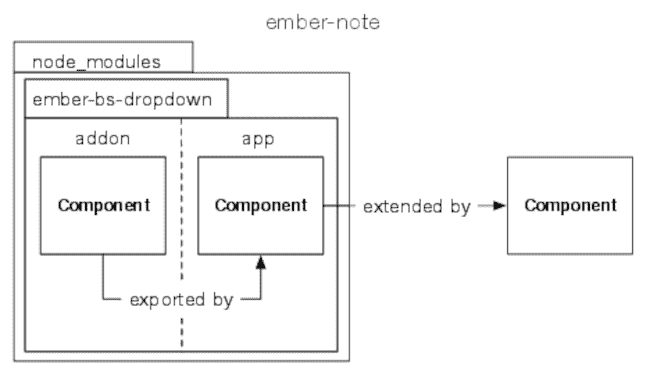 ember-note
node_modules
ember-bs-dropdown
addon
app
Component
Component
extended by
Component
exported by